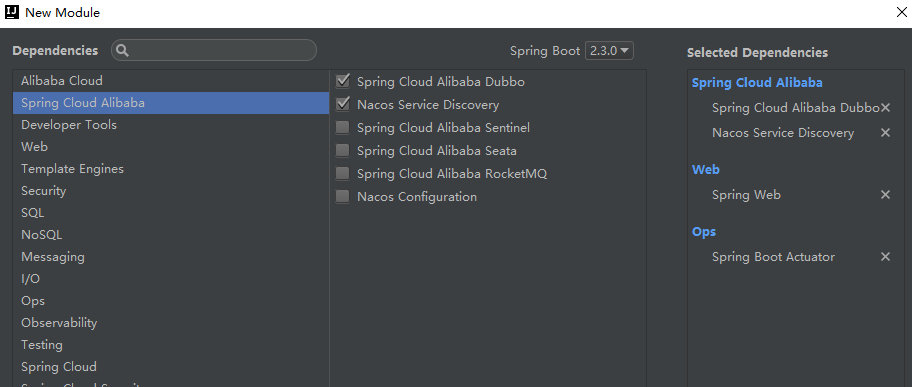 New Module
Dependencies
Spring Boot 2.3.0
Selected Dependencies
Alibaba Cloud
Spring Cloud Alibaba
Developer Tools
Web
Template Engines
Security
SQL
NoSQL
Messaging
I/O
Ops
Observability
Testing
Spring Cloud
Spring Cloud Alibaba Dubbo
Nacos Service Discovery
Spring Cloud Alibaba Sentinel
Spring Cloud Alibaba Seata
Spring Cloud Alibaba RocketMQ
Nacos Configuration
Spring Cloud Alibaba
Spring Cloud Alibaba Dubbo
Nacos Service Discovery
Web
Spring Web
Ops
Spring Boot Actuator